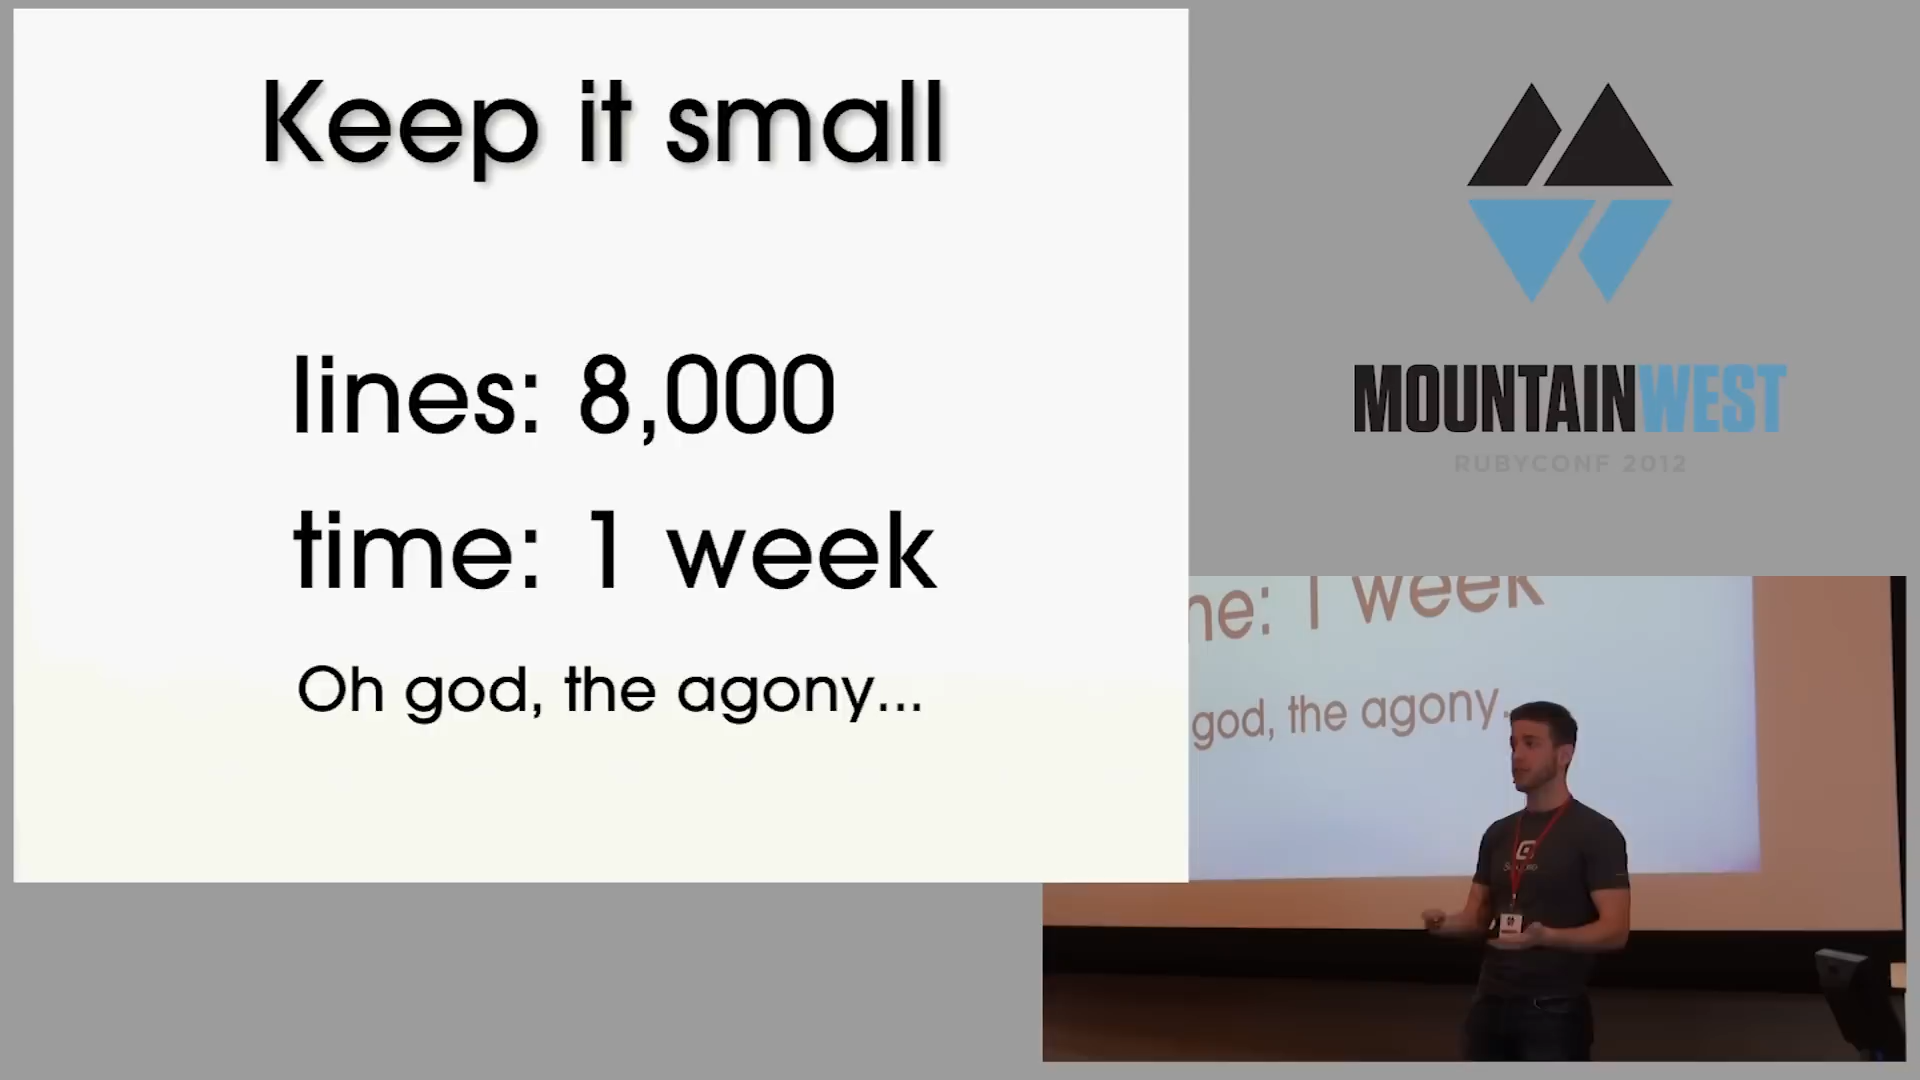 Keep it small
lines: 8,000
time: 1 week
Oh god, the agony...
MOUNTAINWEST
RUBYCONF 2012
me: 1 week
god, the agony.